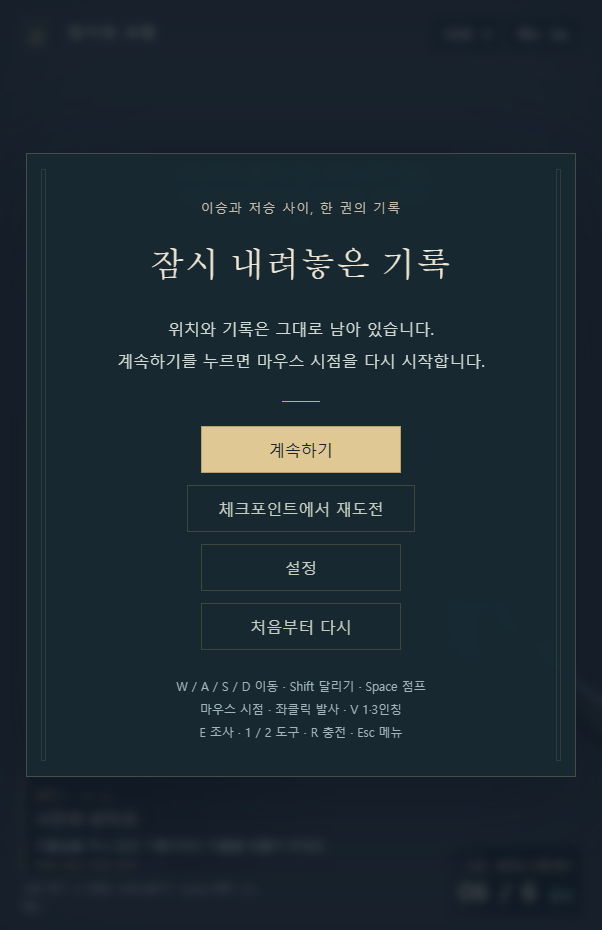 이승과 저승 사이, 한 권의 기록
잠시 내려놓은 기록
위치와 기록은 그대로 남아 있습니다.
계속하기를 누르면 마우스 시점을 다시 시작합니다.
계속하기
체크포인트에서 재도전
설정
처음부터 다시
W / A / S / D 이동 · Shift 달리기 · Space 점프
마우스 시점 · 좌클릭 발사 · V 1·3인칭
E 조사 · 1 / 2 도구 · R 충전 · Esc 메뉴